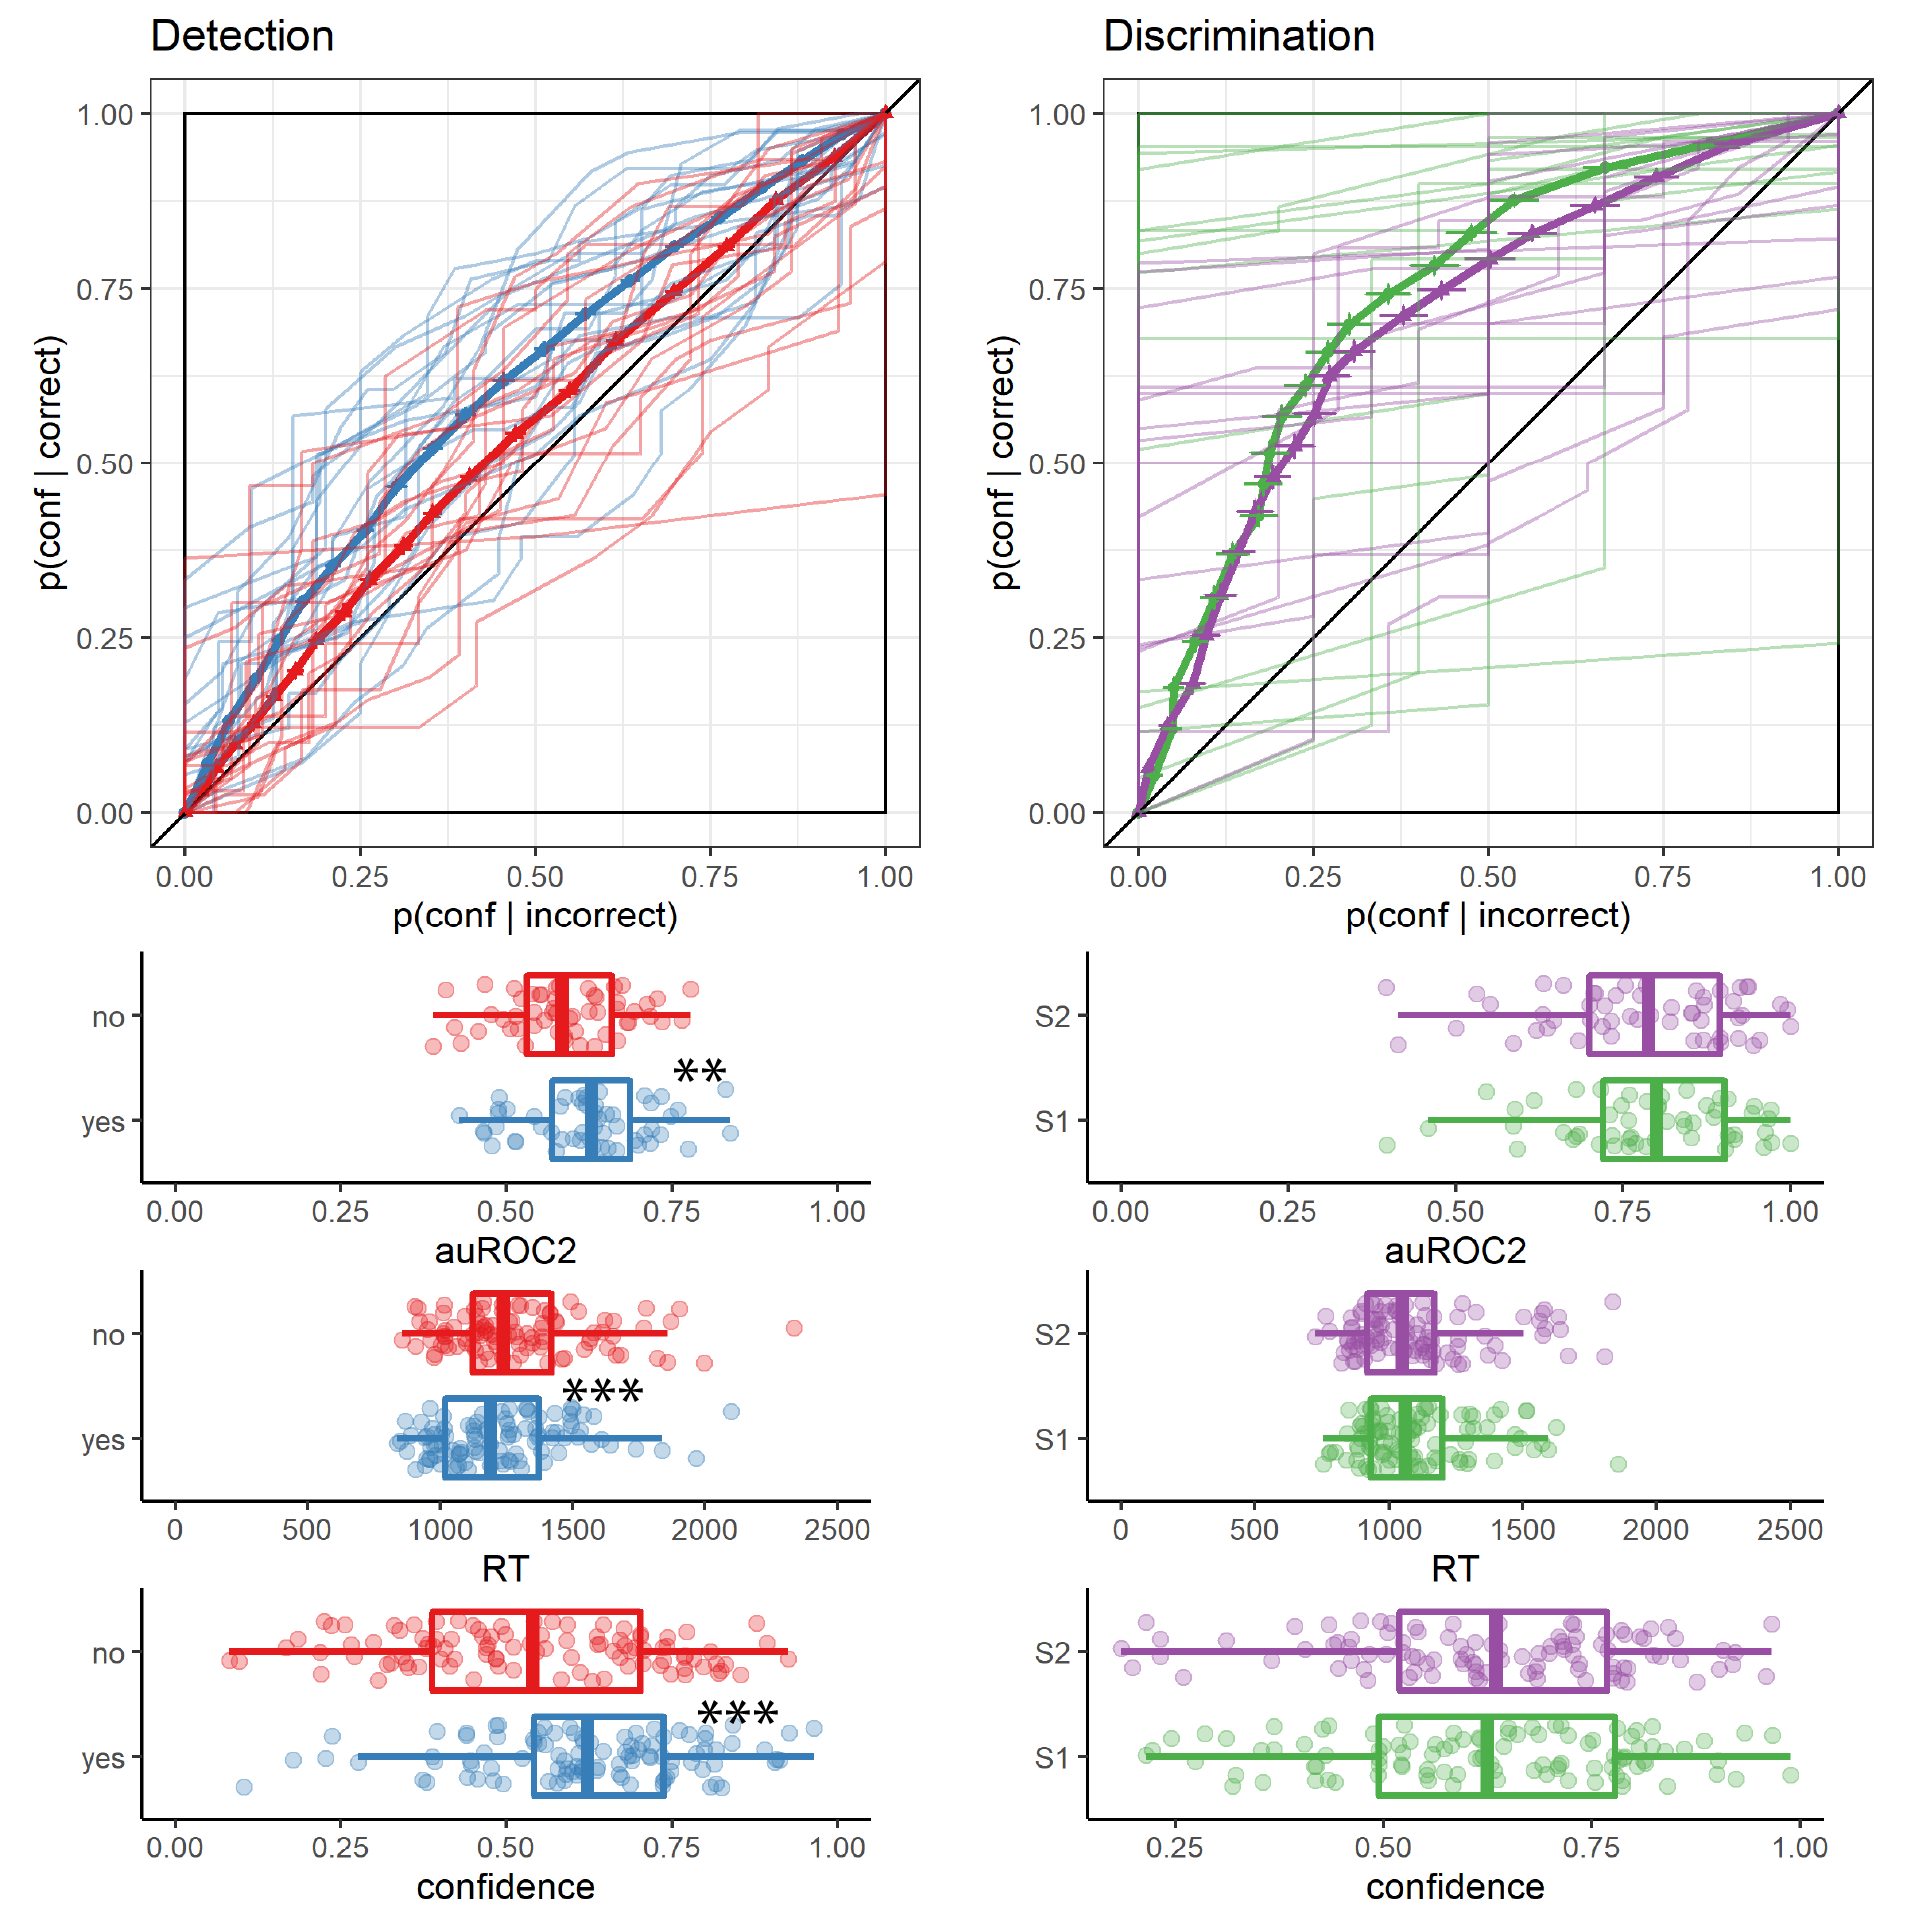 Detection
Discrimination
1.00
0.75
0.50
0.25
0.00
p(conf | correct)
0.00 0.25 0.50 0.75 1.00
p(conf | incorrect)
1.00
0.75
0.50
0.25
0.00
p(conf | correct)
0.00 0.25 0.50 0.75 1.00
p(conf | incorrect)
no
**
yes
0.00 0.25 0.50 0.75 1.00
auROC2
S2
S1
0.00 0.25 0.50 0.75 1.00
auROC2
no
***
yes
0 500 1000 1500 2000 2500
RT
S2
S1
0 500 1000 1500 2000 2500
RT
no
***
yes
0.00 0.25 0.50 0.75 1.00
confidence
S2
S1
0.25 0.50 0.75 1.00
confidence